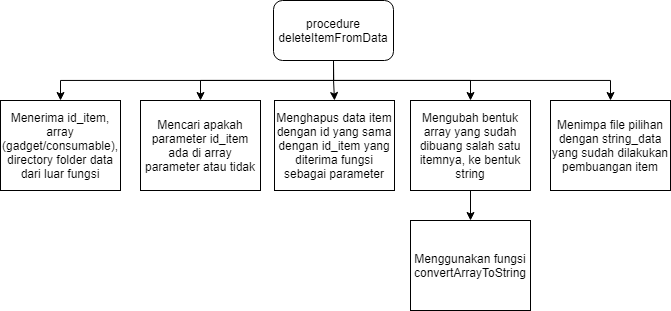 procedure
deleteItemFromData
Menerima id_item,
array
(gadget/consumable),
directory folder data
dari luar fungsi
Mencari apakah
parameter id_item
ada di array
parameter atau tidak
Menghapus data item
dengan id yang sama
dengan id_item yang
diterima fungsi
sebagai parameter
Mengubah bentuk
array yang sudah
dibuang salah satu
itemnya, ke bentuk
string
Menimpa file pilihan
dengan string_data
yang sudah dilakukan
pembuangan item
Menggunakan fungsi
convertArrayToString